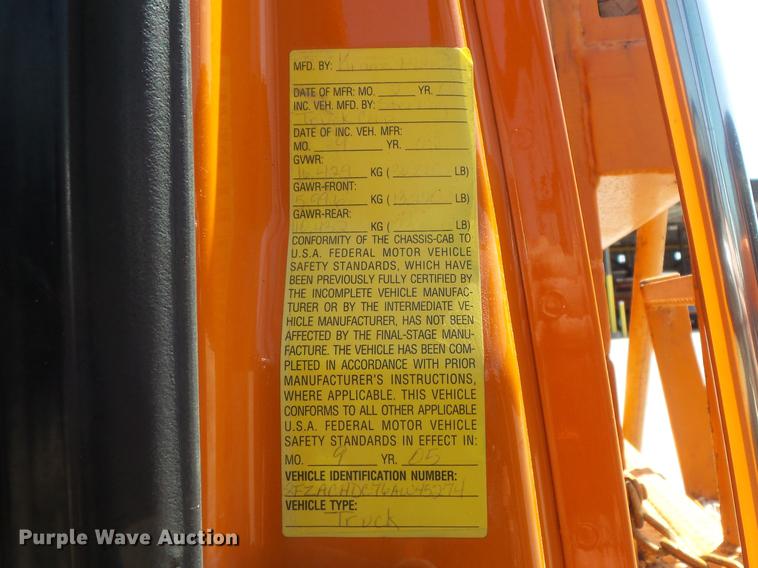 MFD. BY:
DATE OF MFR: MO. YR.
INC. VEH. MFD. BY:
Truck
DATE OF INC. VEH. MFR:
MO. 9 YR.
GVWR:
KG ( LB)
GAWR-FRONT:
KG ( LB)
GAWR-REAR:
KG ( LB)
CONFORMITY OF THE CHASSIS-CAB TO
U.S.A. FEDERAL MOTOR VEHICLE
SAFETY STANDARDS, WHICH HAVE
BEEN PREVIOUSLY FULLY CERTIFIED BY
THE INCOMPLETE VEHICLE MANUFAC-
TURER OR BY THE INTERMEDIATE VE-
HICLE MANUFACTURER, HAS NOT BEEN
AFFECTED BY THE FINAL-STAGE MANU-
FACTURE. THE VEHICLE HAS BEEN COM-
PLETED IN ACCORDANCE WITH PRIOR
MANUFACTURER'S INSTRUCTIONS,
WHERE APPLICABLE. THIS VEHICLE
CONFORMS TO ALL OTHER APPLICABLE
U.S.A. FEDERAL MOTOR VEHICLE
SAFETY STANDARDS IN EFFECT IN:
MO. 9 YR. 05
VEHICLE IDENTIFICATION NUMBER:
VEHICLE TYPE:
Truck
Purple Wave Auction